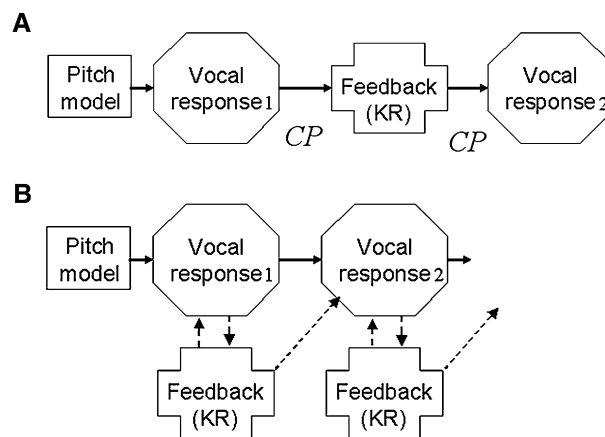 A
Pitch
model
Vocal
response1
CP
Feedback
(KR)
CP
Vocal
response2
B
Pitch
model
Vocal
response1
Vocal
response2
Feedback
(KR)
Feedback
(KR)